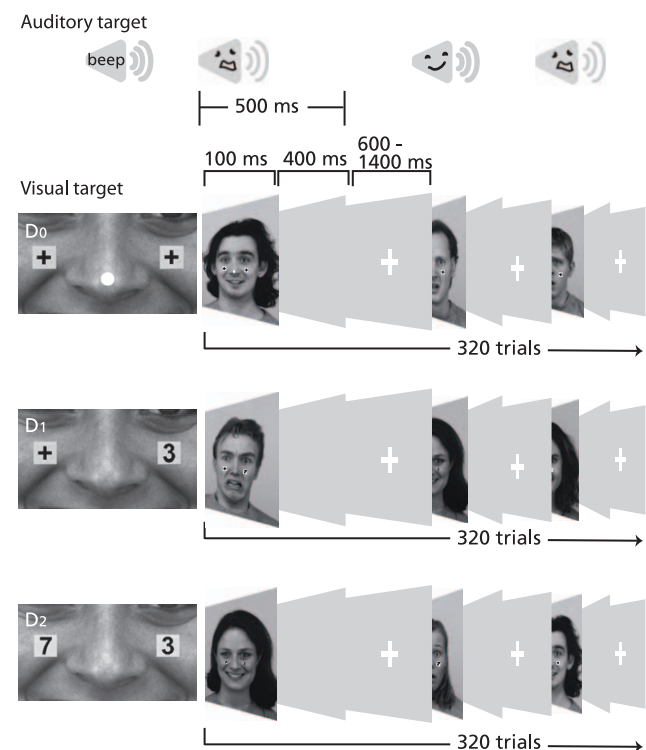 Auditory target
beep
500 ms
100 ms
400 ms
600 -
1400 ms
Visual target
D0
+ +
320 trials
D1
+ 3
320 trials
D2
7 3
320 trials